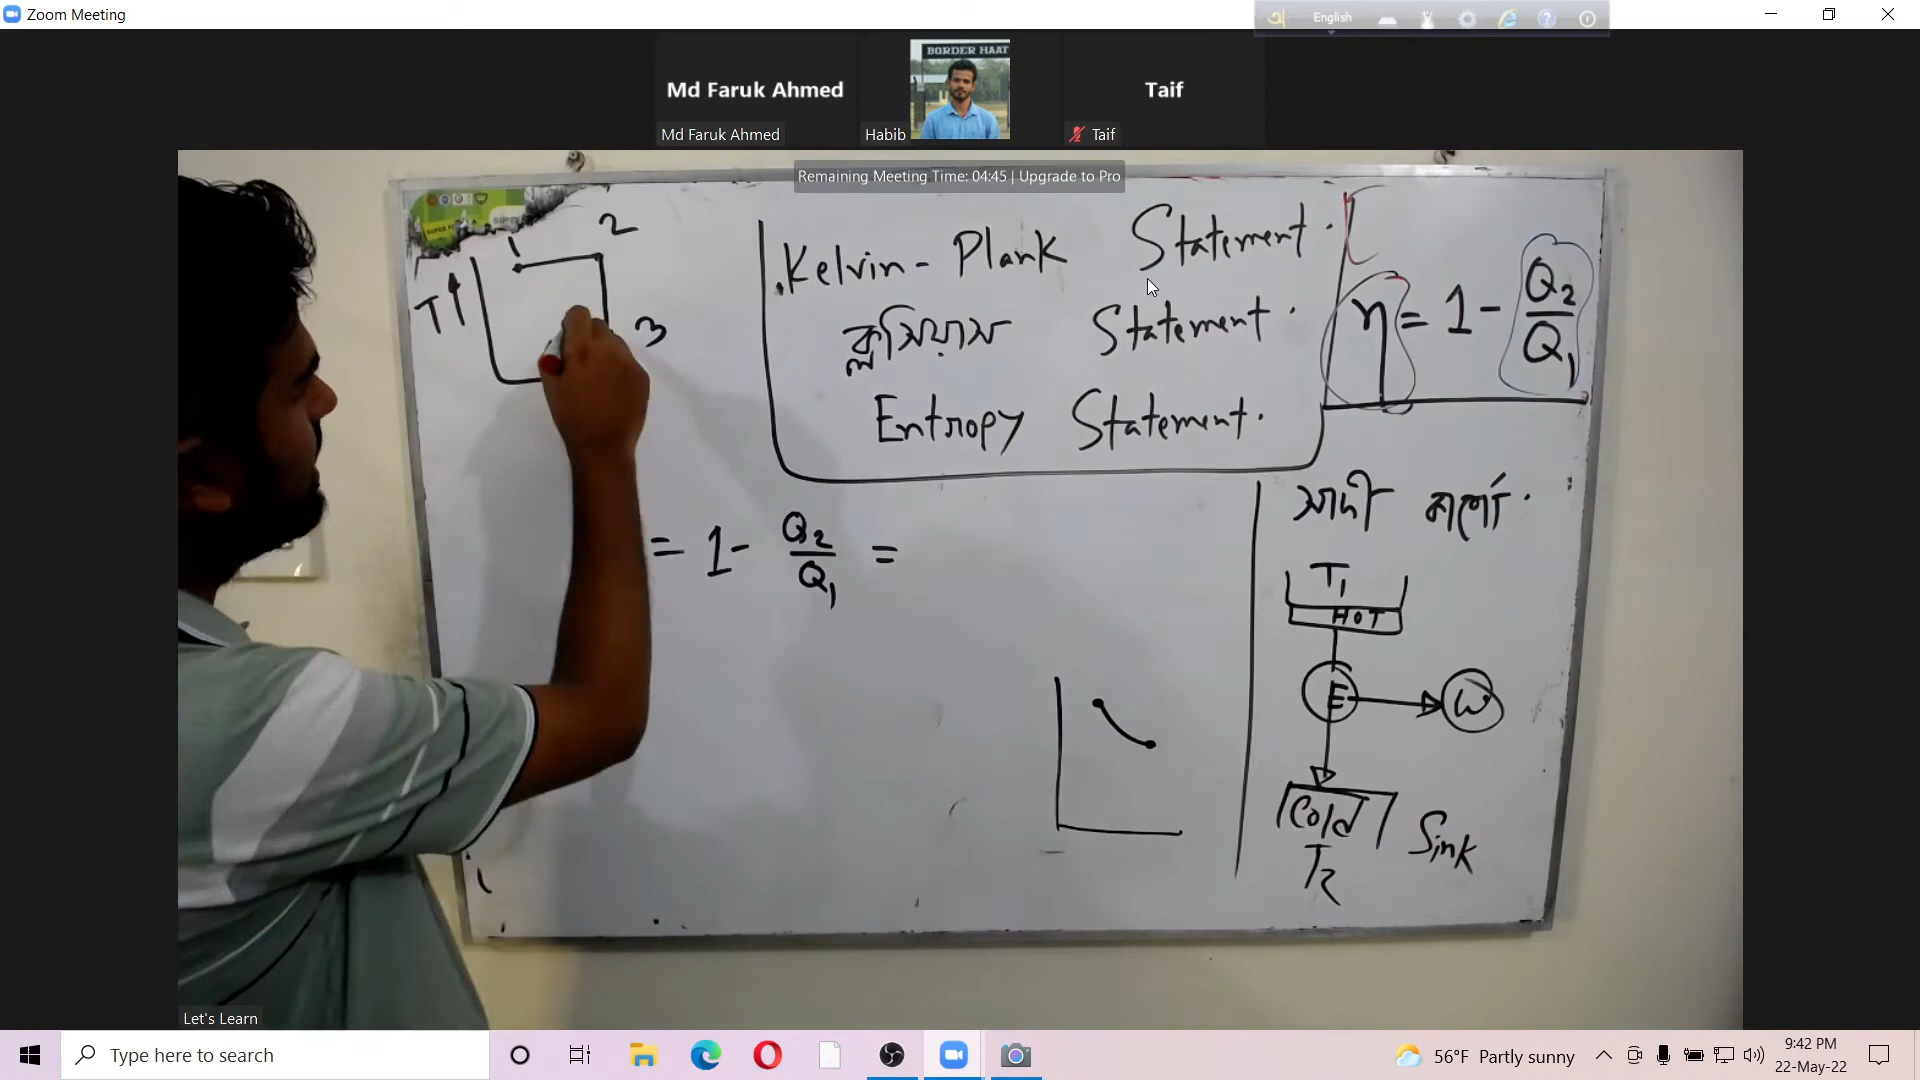 Zoom Meeting
English
BORDER HAAT
Md Faruk Ahmed
Taif
Md Faruk Ahmed
Habib
Taif
Remaining Meeting Time: 04:45 | Upgrade to Pro
1 2
T
3
Kelvin - Plank Statement.
ক্লসিয়াস Statement.
Entropy Statement.
η = 1 - Q2/Q1
= 1 - Q2/Q1 =
সাদী কার্নো.
T1
HOT
E W
Cold Sink
T2
Let's Learn
Type here to search
56°F Partly sunny
9:42 PM
22-May-22